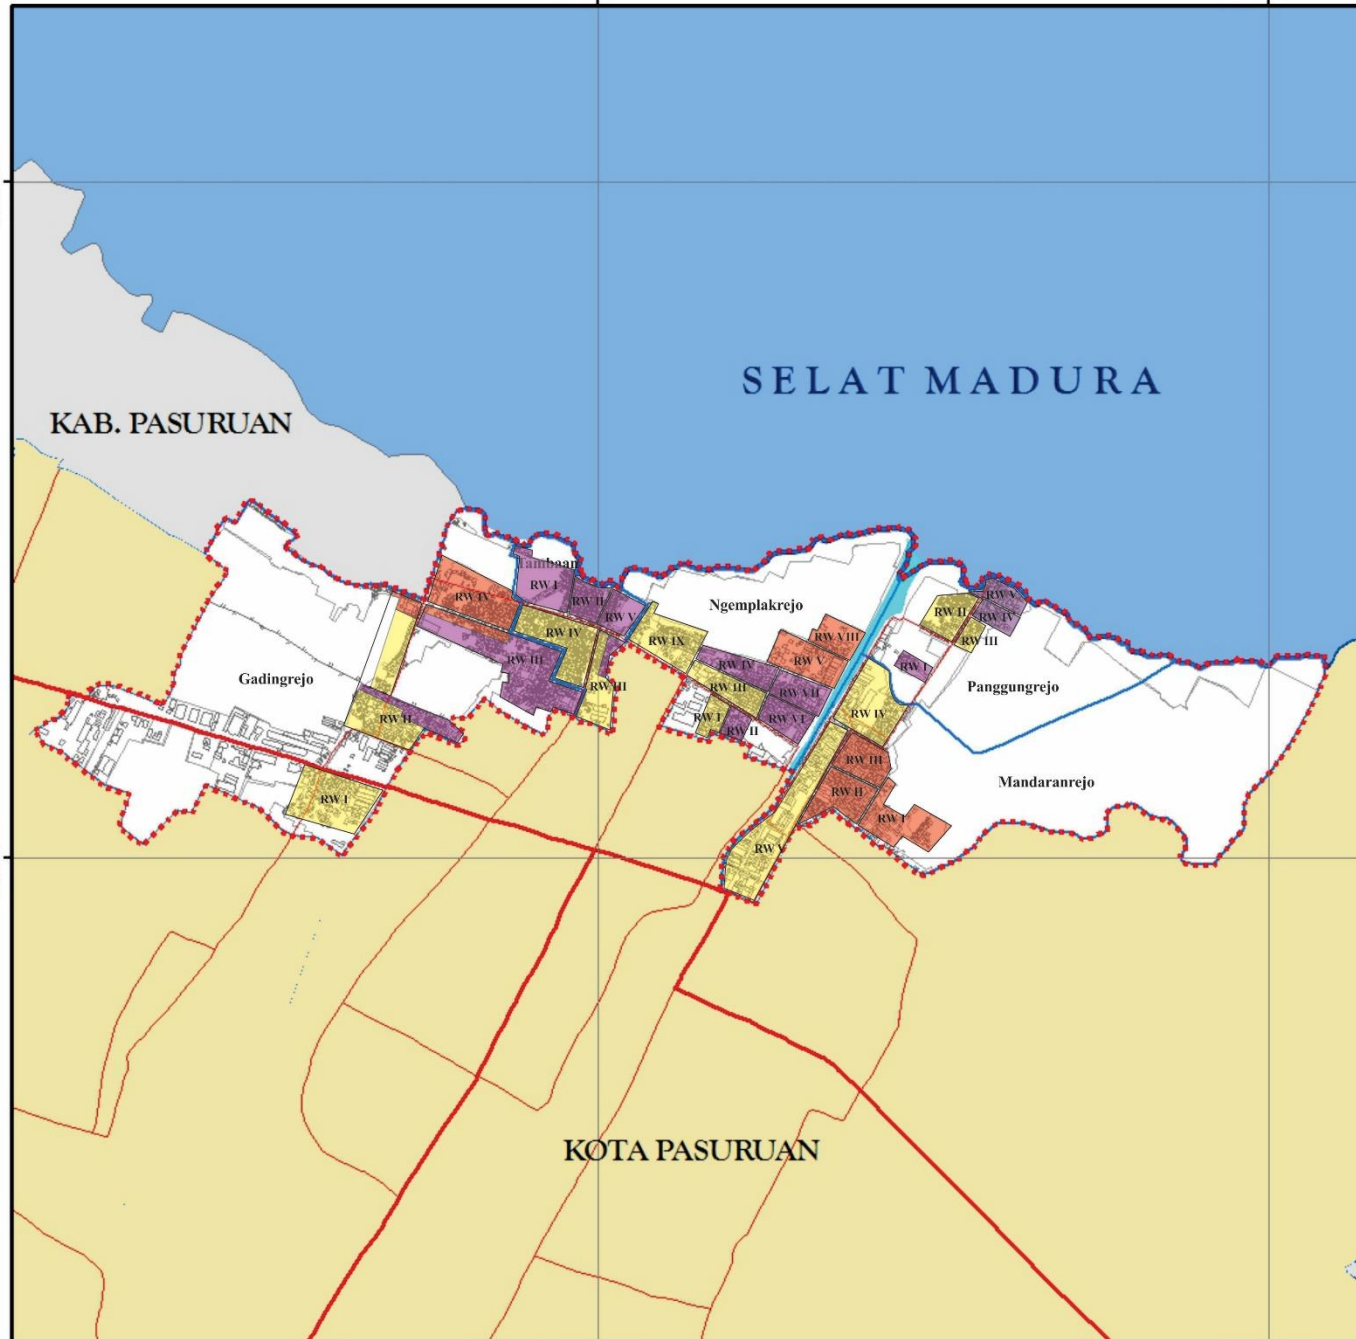 SELAT MADURA
KAB. PASURUAN
Tambaan
RW I
RW IV
RW II
RW V
RW IV
RW III
RW III
Gadingrejo
RW II
RW I
Ngemplakrejo
RW IX
RW VIII
RW V
RW IV
RW III
RW VII
RW VI
RW I
RW II
RW V
RW II
RW IV
RW III
RW I
Panggungrejo
RW IV
Mandaranrejo
RW III
RW II
RW I
RW V
KOTA PASURUAN